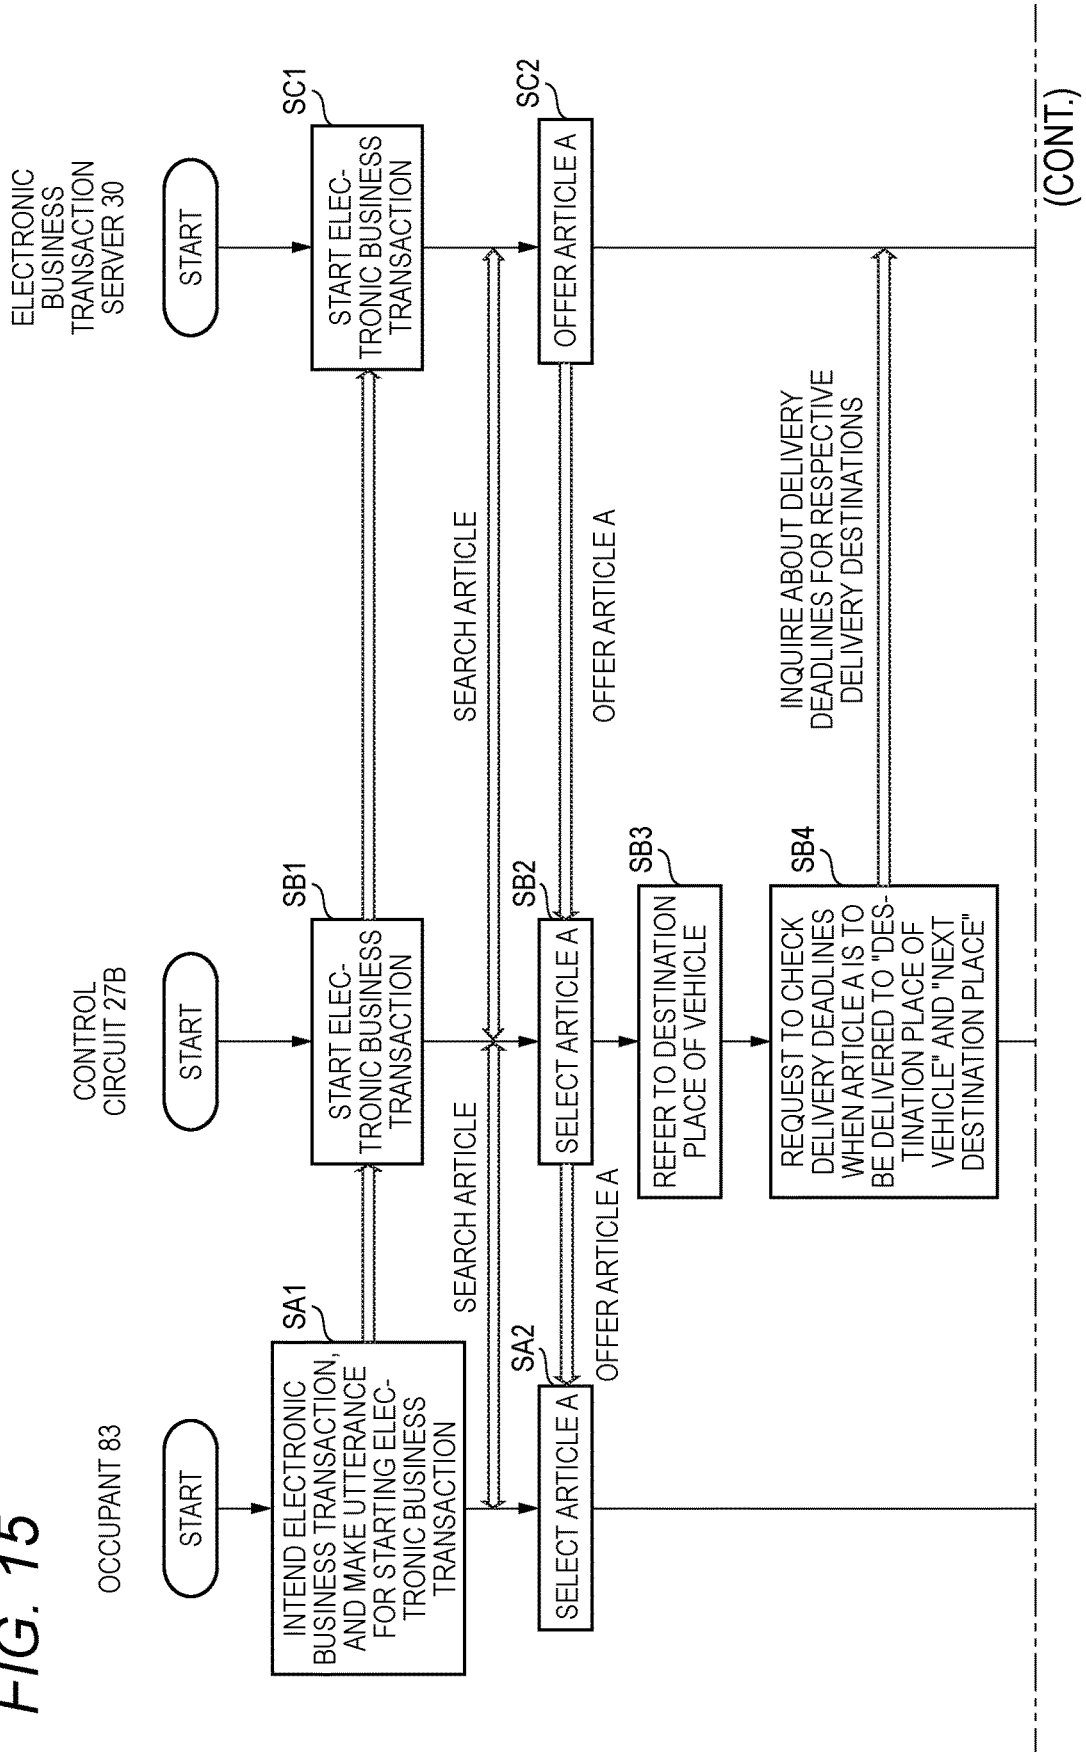 FIG. 15
OCCUPANT 83
CONTROL
CIRCUIT 27B
ELECTRONIC
BUSINESS
TRANSACTION
SERVER 30
START
START
START
SA1
INTEND ELECTRONIC
BUSINESS TRANSACTION,
AND MAKE UTTERANCE
FOR STARTING ELEC-
TRONIC BUSINESS
TRANSACTION
SB1
START ELEC-
TRONIC BUSINESS
TRANSACTION
SC1
START ELEC-
TRONIC BUSINESS
TRANSACTION
SEARCH ARTICLE
SEARCH ARTICLE
SA2
SELECT ARTICLE A
SB2
SELECT ARTICLE A
SC2
OFFER ARTICLE A
OFFER ARTICLE A
OFFER ARTICLE A
SB3
REFER TO DESTINATION
PLACE OF VEHICLE
SB4
REQUEST TO CHECK
DELIVERY DEADLINES
WHEN ARTICLE A IS TO
BE DELIVERED TO "DES-
TINATION PLACE OF
VEHICLE" AND "NEXT
DESTINATION PLACE"
INQUIRE ABOUT DELIVERY
DEADLINES FOR RESPECTIVE
DELIVERY DESTINATIONS
(CONT.)